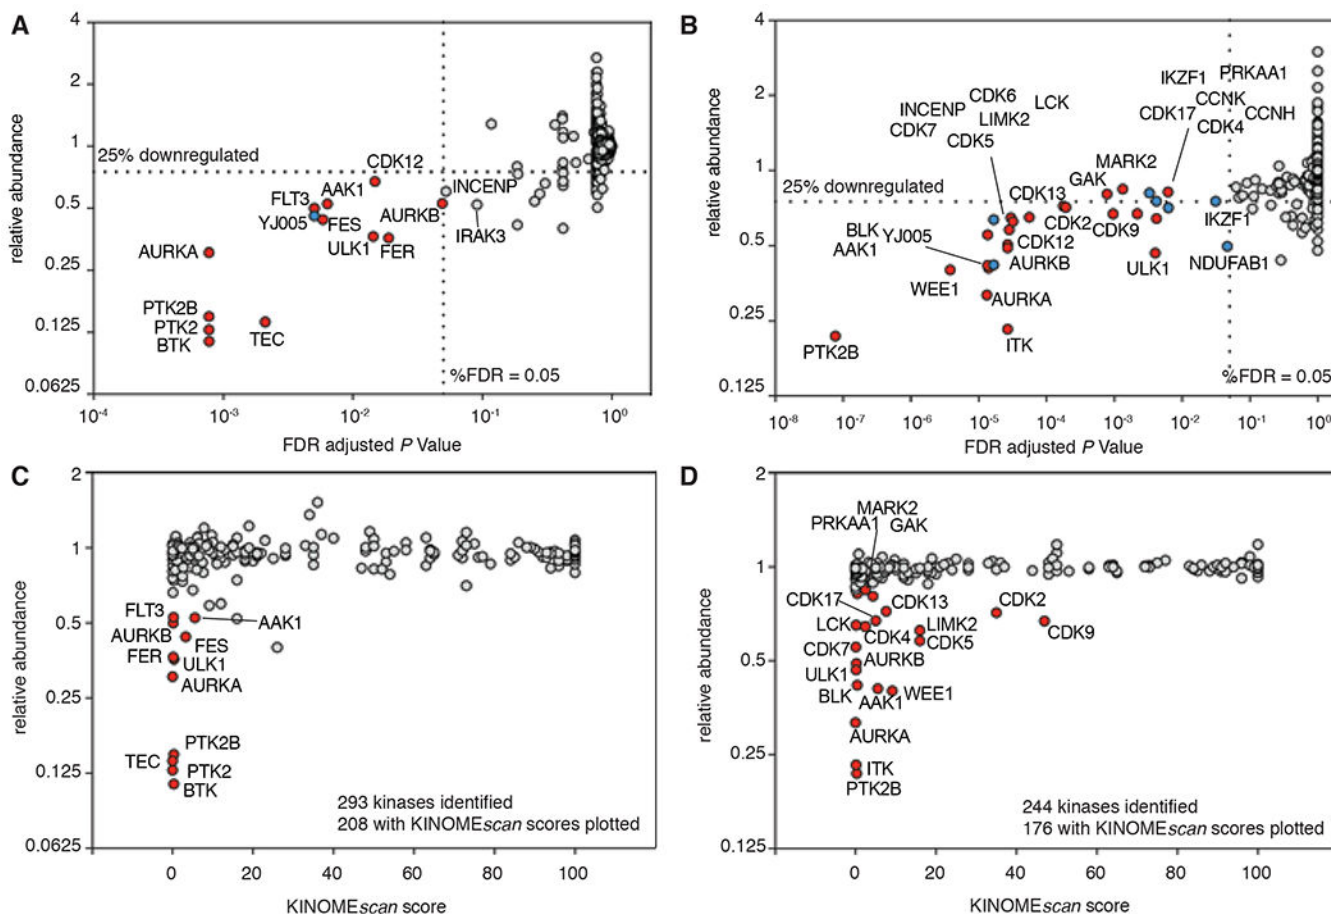 A
relative abundance
4
2
1
0.5
0.25
0.125
0.0625
25% downregulated
CDK12
AAK1
FLT3
YJ005
FES
AURKB
INCENP
IRAK3
ULK1
FER
AURKA
PTK2B
PTK2
BTK
TEC
%FDR = 0.05
10-4
10-3
10-2
10-1
100
FDR adjusted P Value
B
relative abundance
4
2
1
0.5
0.25
0.125
IKZF1
PRKAA1
CDK6
LCK
INCENP
LIMK2
CCNK
CDK17
CCNH
CDK7
CDK5
CDK4
MARK2
GAK
25% downregulated
CDK13
BLK
YJ005
AAK1
CDK2
CDK9
IKZF1
CDK12
AURKB
ULK1
NDUFAB1
WEE1
AURKA
ITK
PTK2B
%FDR = 0.05
10-8
10-7
10-6
10-5
10-4
10-3
10-2
10-1
100
FDR adjusted P Value
C
relative abundance
2
1
0.5
0.25
0.125
0.0625
FLT3
AAK1
AURKB
FES
FER
ULK1
AURKA
PTK2B
TEC
PTK2
BTK
293 kinases identified
208 with KINOMEscan scores plotted
0
20
40
60
80
100
KINOMEscan score
D
relative abundance
2
1
0.5
0.25
0.125
MARK2
PRKAA1
GAK
CDK17
CDK13
CDK2
LCK
LIMK2
CDK9
CDK4
CDK5
CDK7
AURKB
ULK1
BLK
AAK1
WEE1
AURKA
ITK
PTK2B
244 kinases identified
176 with KINOMEscan scores plotted
0
20
40
60
80
100
KINOMEscan score